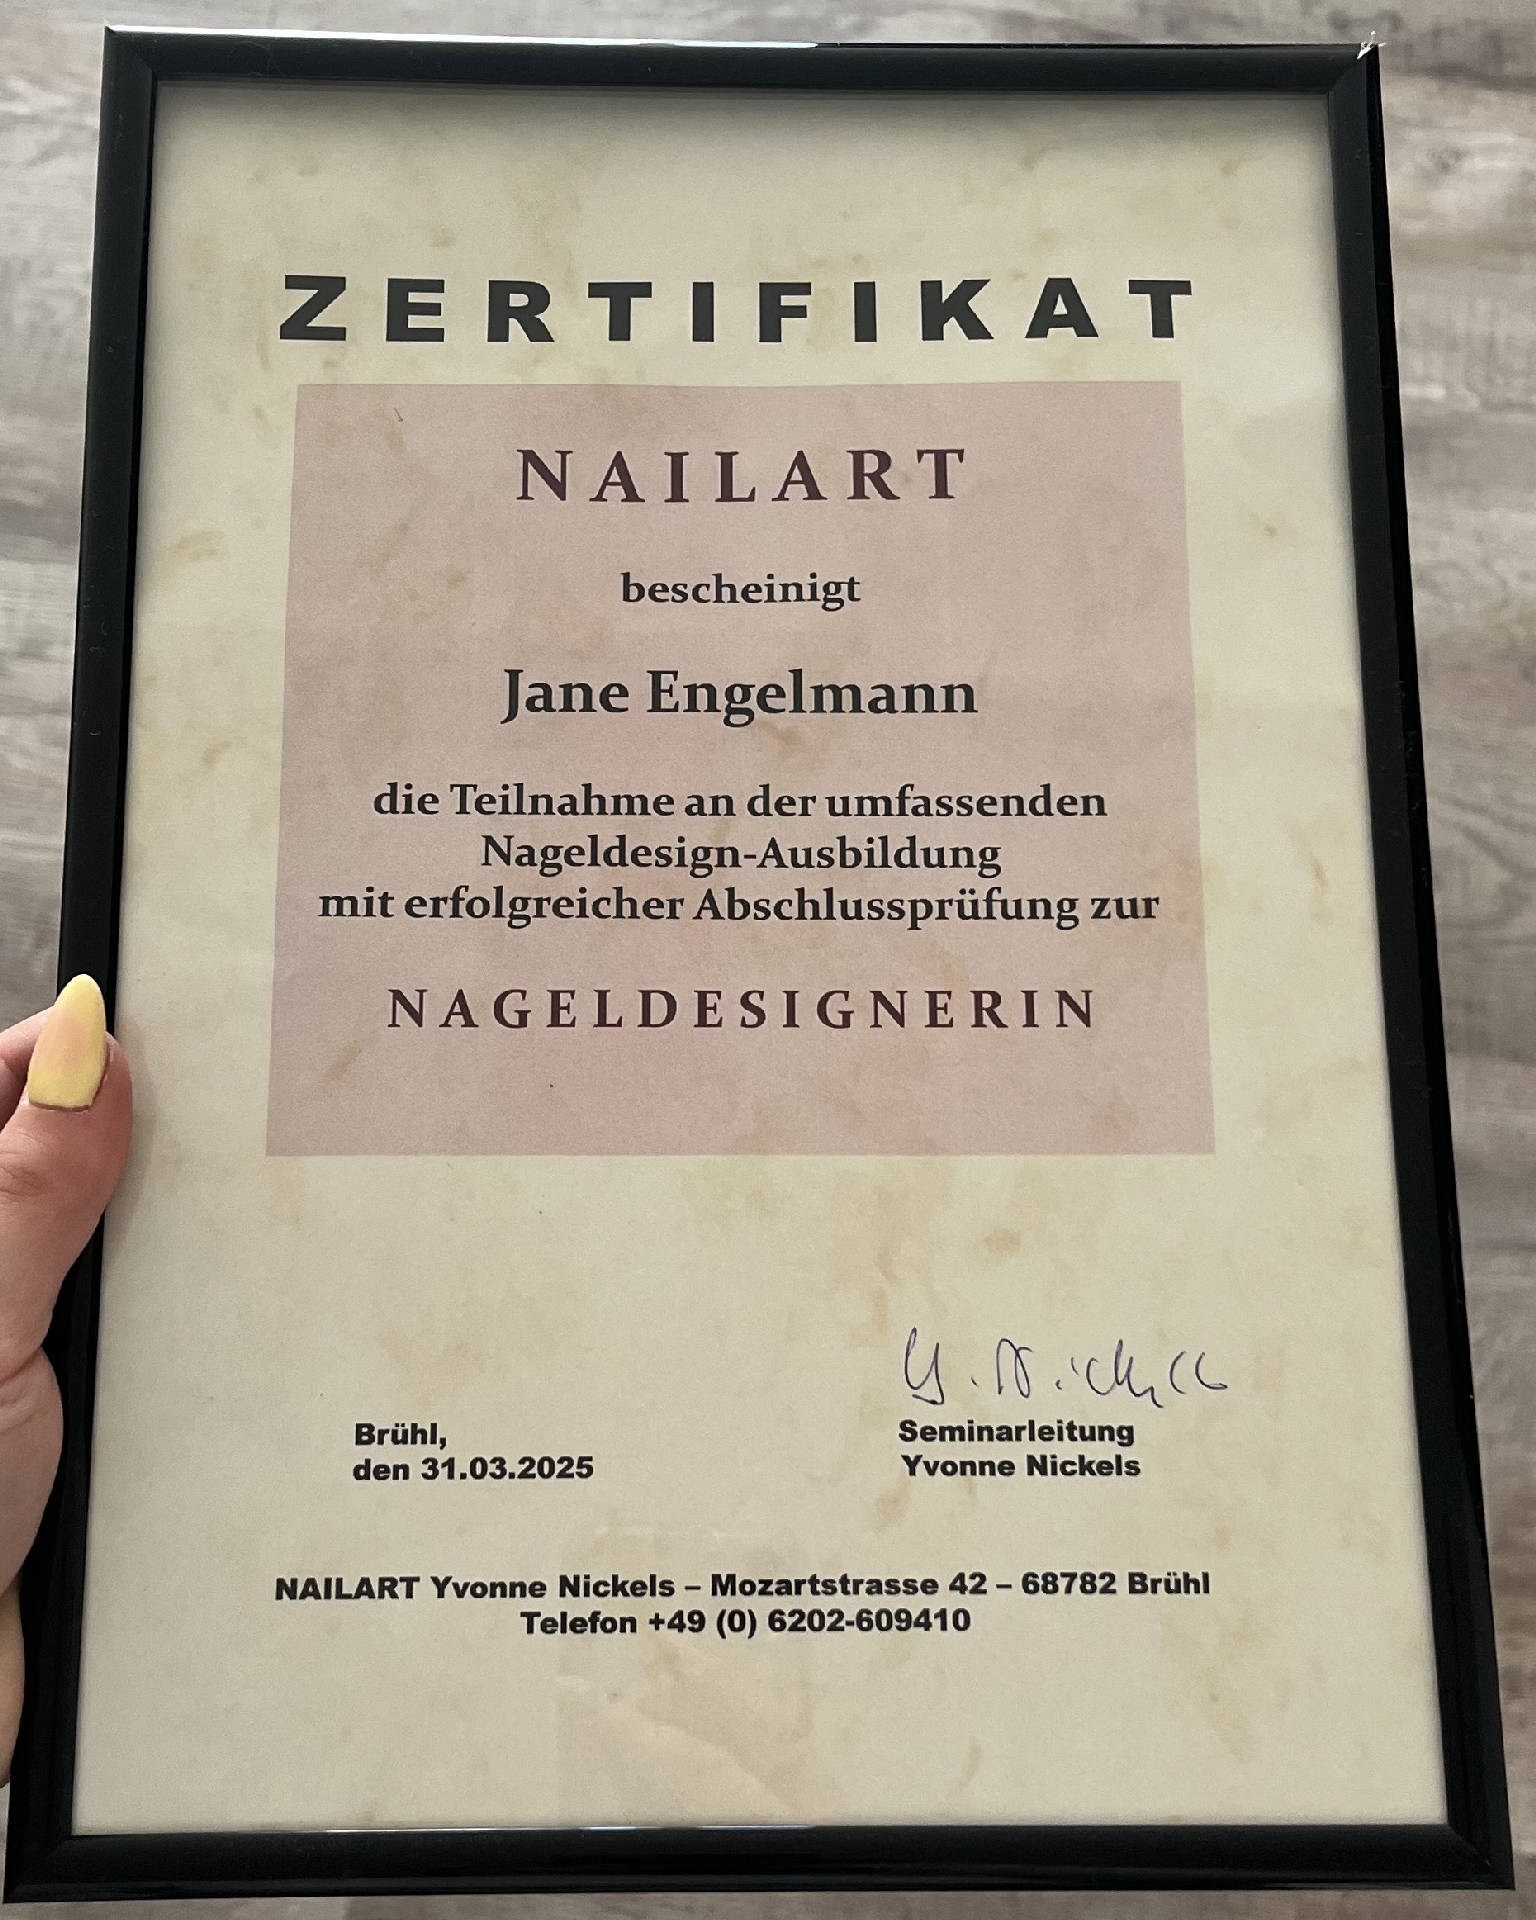 ZERTIFIKAT
NAILART
bescheinigt
Jane Engelmann
die Teilnahme an der umfassenden
Nageldesign-Ausbildung
mit erfolgreicher Abschlussprüfung zur
NAGELDESIGNERIN
Y. Nickels
Brühl,
den 31.03.2025
Seminarleitung
Yvonne Nickels
NAILART Yvonne Nickels – Mozartstrasse 42 – 68782 Brühl
Telefon +49 (0) 6202-609410